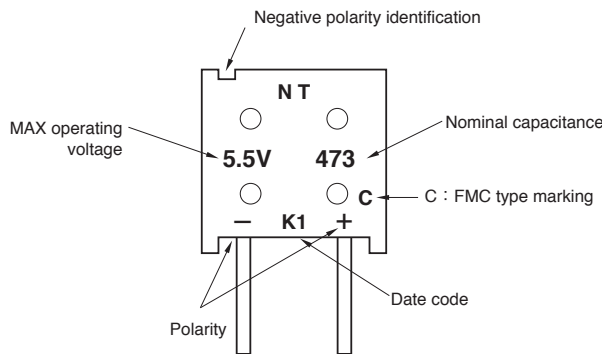 Negative polarity identification
N T
MAX operating
voltage
5.5V
473
Nominal capacitance
C
C : FMC type marking
−
K1
+
Date code
Polarity